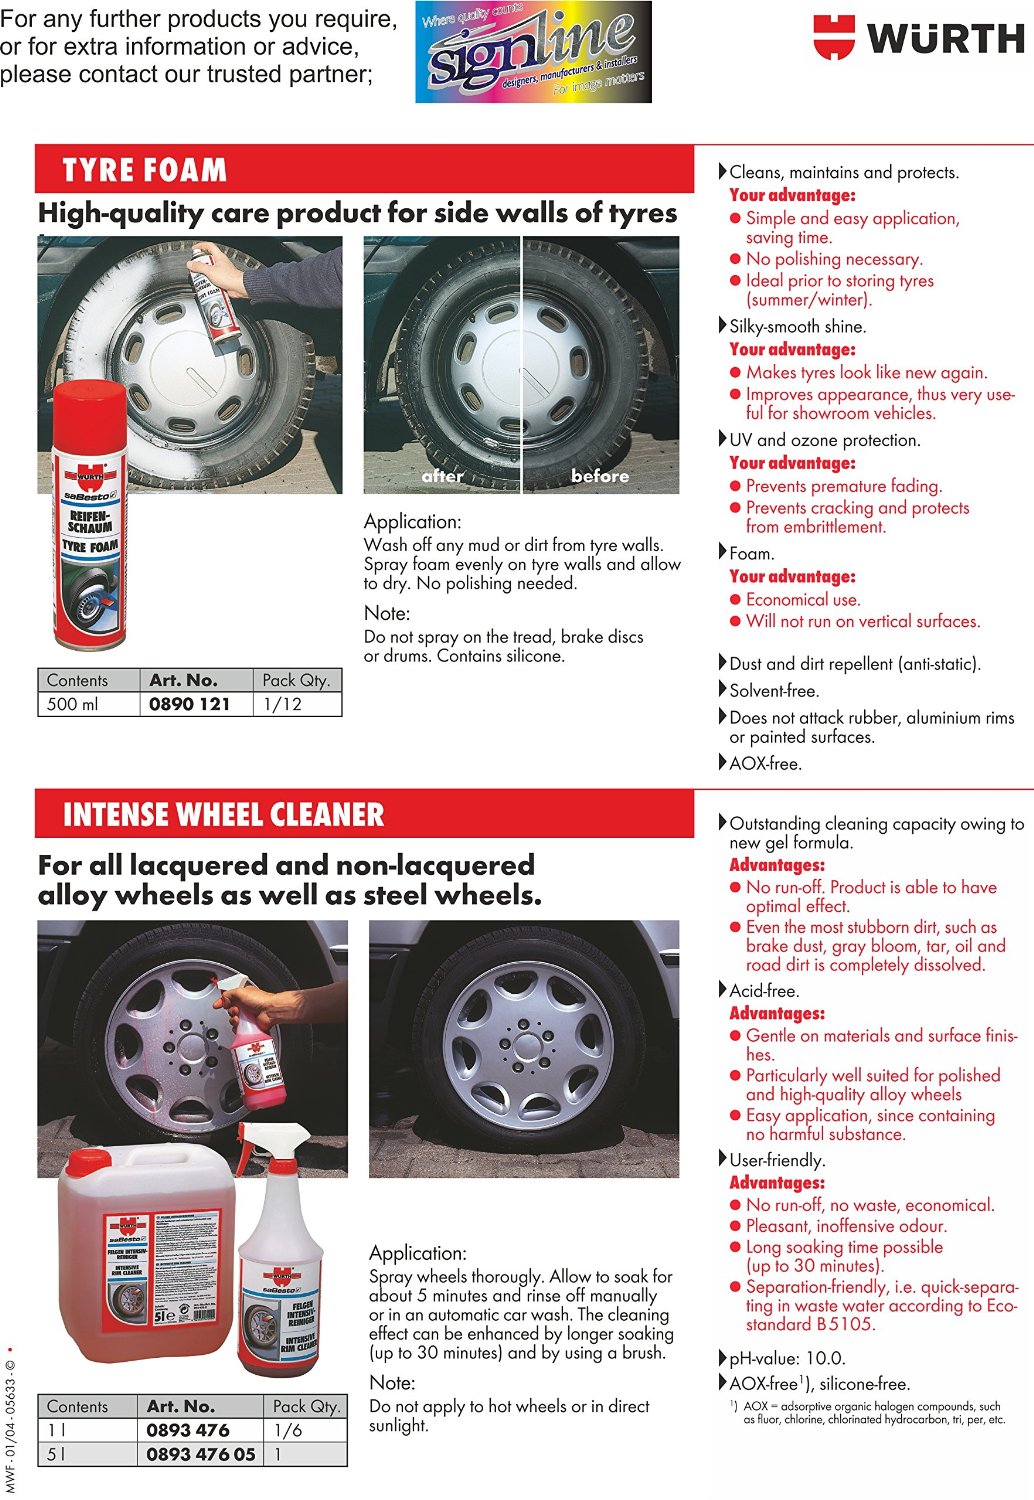 For any further products you require,
or for extra information or advice,
please contact our trusted partner;
Where quality counts
signline
designers, manufacturers & installers
For image matters
WÜRTH
TYRE FOAM
High-quality care product for side walls of tyres
REIFEN-
SCHAUM
TYRE FOAM
after
before
WÜRTH
saBesto
REIFEN-
SCHAUM
TYRE FOAM
Application:
Wash off any mud or dirt from tyre walls.
Spray foam evenly on tyre walls and allow
to dry. No polishing needed.
Note:
Do not spray on the tread, brake discs
or drums. Contains silicone.
Contents Art. No. Pack Qty.
500 ml 0890 121 1/12
▶Cleans, maintains and protects.
Your advantage:
● Simple and easy application,
saving time.
● No polishing necessary.
● Ideal prior to storing tyres
(summer/winter).
▶Silky-smooth shine.
Your advantage:
● Makes tyres look like new again.
● Improves appearance, thus very use-
ful for showroom vehicles.
▶UV and ozone protection.
Your advantage:
● Prevents premature fading.
● Prevents cracking and protects
from embrittlement.
▶Foam.
Your advantage:
● Economical use.
● Will not run on vertical surfaces.
▶Dust and dirt repellent (anti-static).
▶Solvent-free.
▶Does not attack rubber, aluminium rims
or painted surfaces.
▶AOX-free.
INTENSE WHEEL CLEANER
For all lacquered and non-lacquered
alloy wheels as well as steel wheels.
WÜRTH
saBesto
FELGEN INTENSIV-
REINIGER
INTENSIVE
RIM CLEANER
5l e
WÜRTH
saBesto
FELGEN
INTENSIV-
REINIGER
INTENSIVE
RIM CLEANER
Application:
Spray wheels thorougly. Allow to soak for
about 5 minutes and rinse off manually
or in an automatic car wash. The cleaning
effect can be enhanced by longer soaking
(up to 30 minutes) and by using a brush.
Note:
Do not apply to hot wheels or in direct
sunlight.
Contents Art. No. Pack Qty.
1 l 0893 476 1/6
5 l 0893 476 05 1
▶Outstanding cleaning capacity owing to
new gel formula.
Advantages:
● No run-off. Product is able to have
optimal effect.
● Even the most stubborn dirt, such as
brake dust, gray bloom, tar, oil and
road dirt is completely dissolved.
▶Acid-free.
Advantages:
● Gentle on materials and surface finis-
hes.
● Particularly well suited for polished
and high-quality alloy wheels
● Easy application, since containing
no harmful substance.
▶User-friendly.
Advantages:
● No run-off, no waste, economical.
● Pleasant, inoffensive odour.
● Long soaking time possible
(up to 30 minutes).
● Separation-friendly, i.e. quick-separa-
ting in waste water according to Eco-
standard B 5105.
▶pH-value: 10.0.
▶AOX-free¹), silicone-free.
¹) AOX = adsorptive organic halogen compounds, such
as fluor, chlorine, chlorinated hydrocarbon, tri, per, etc.
MWF - 01/04 - 05633 - © •